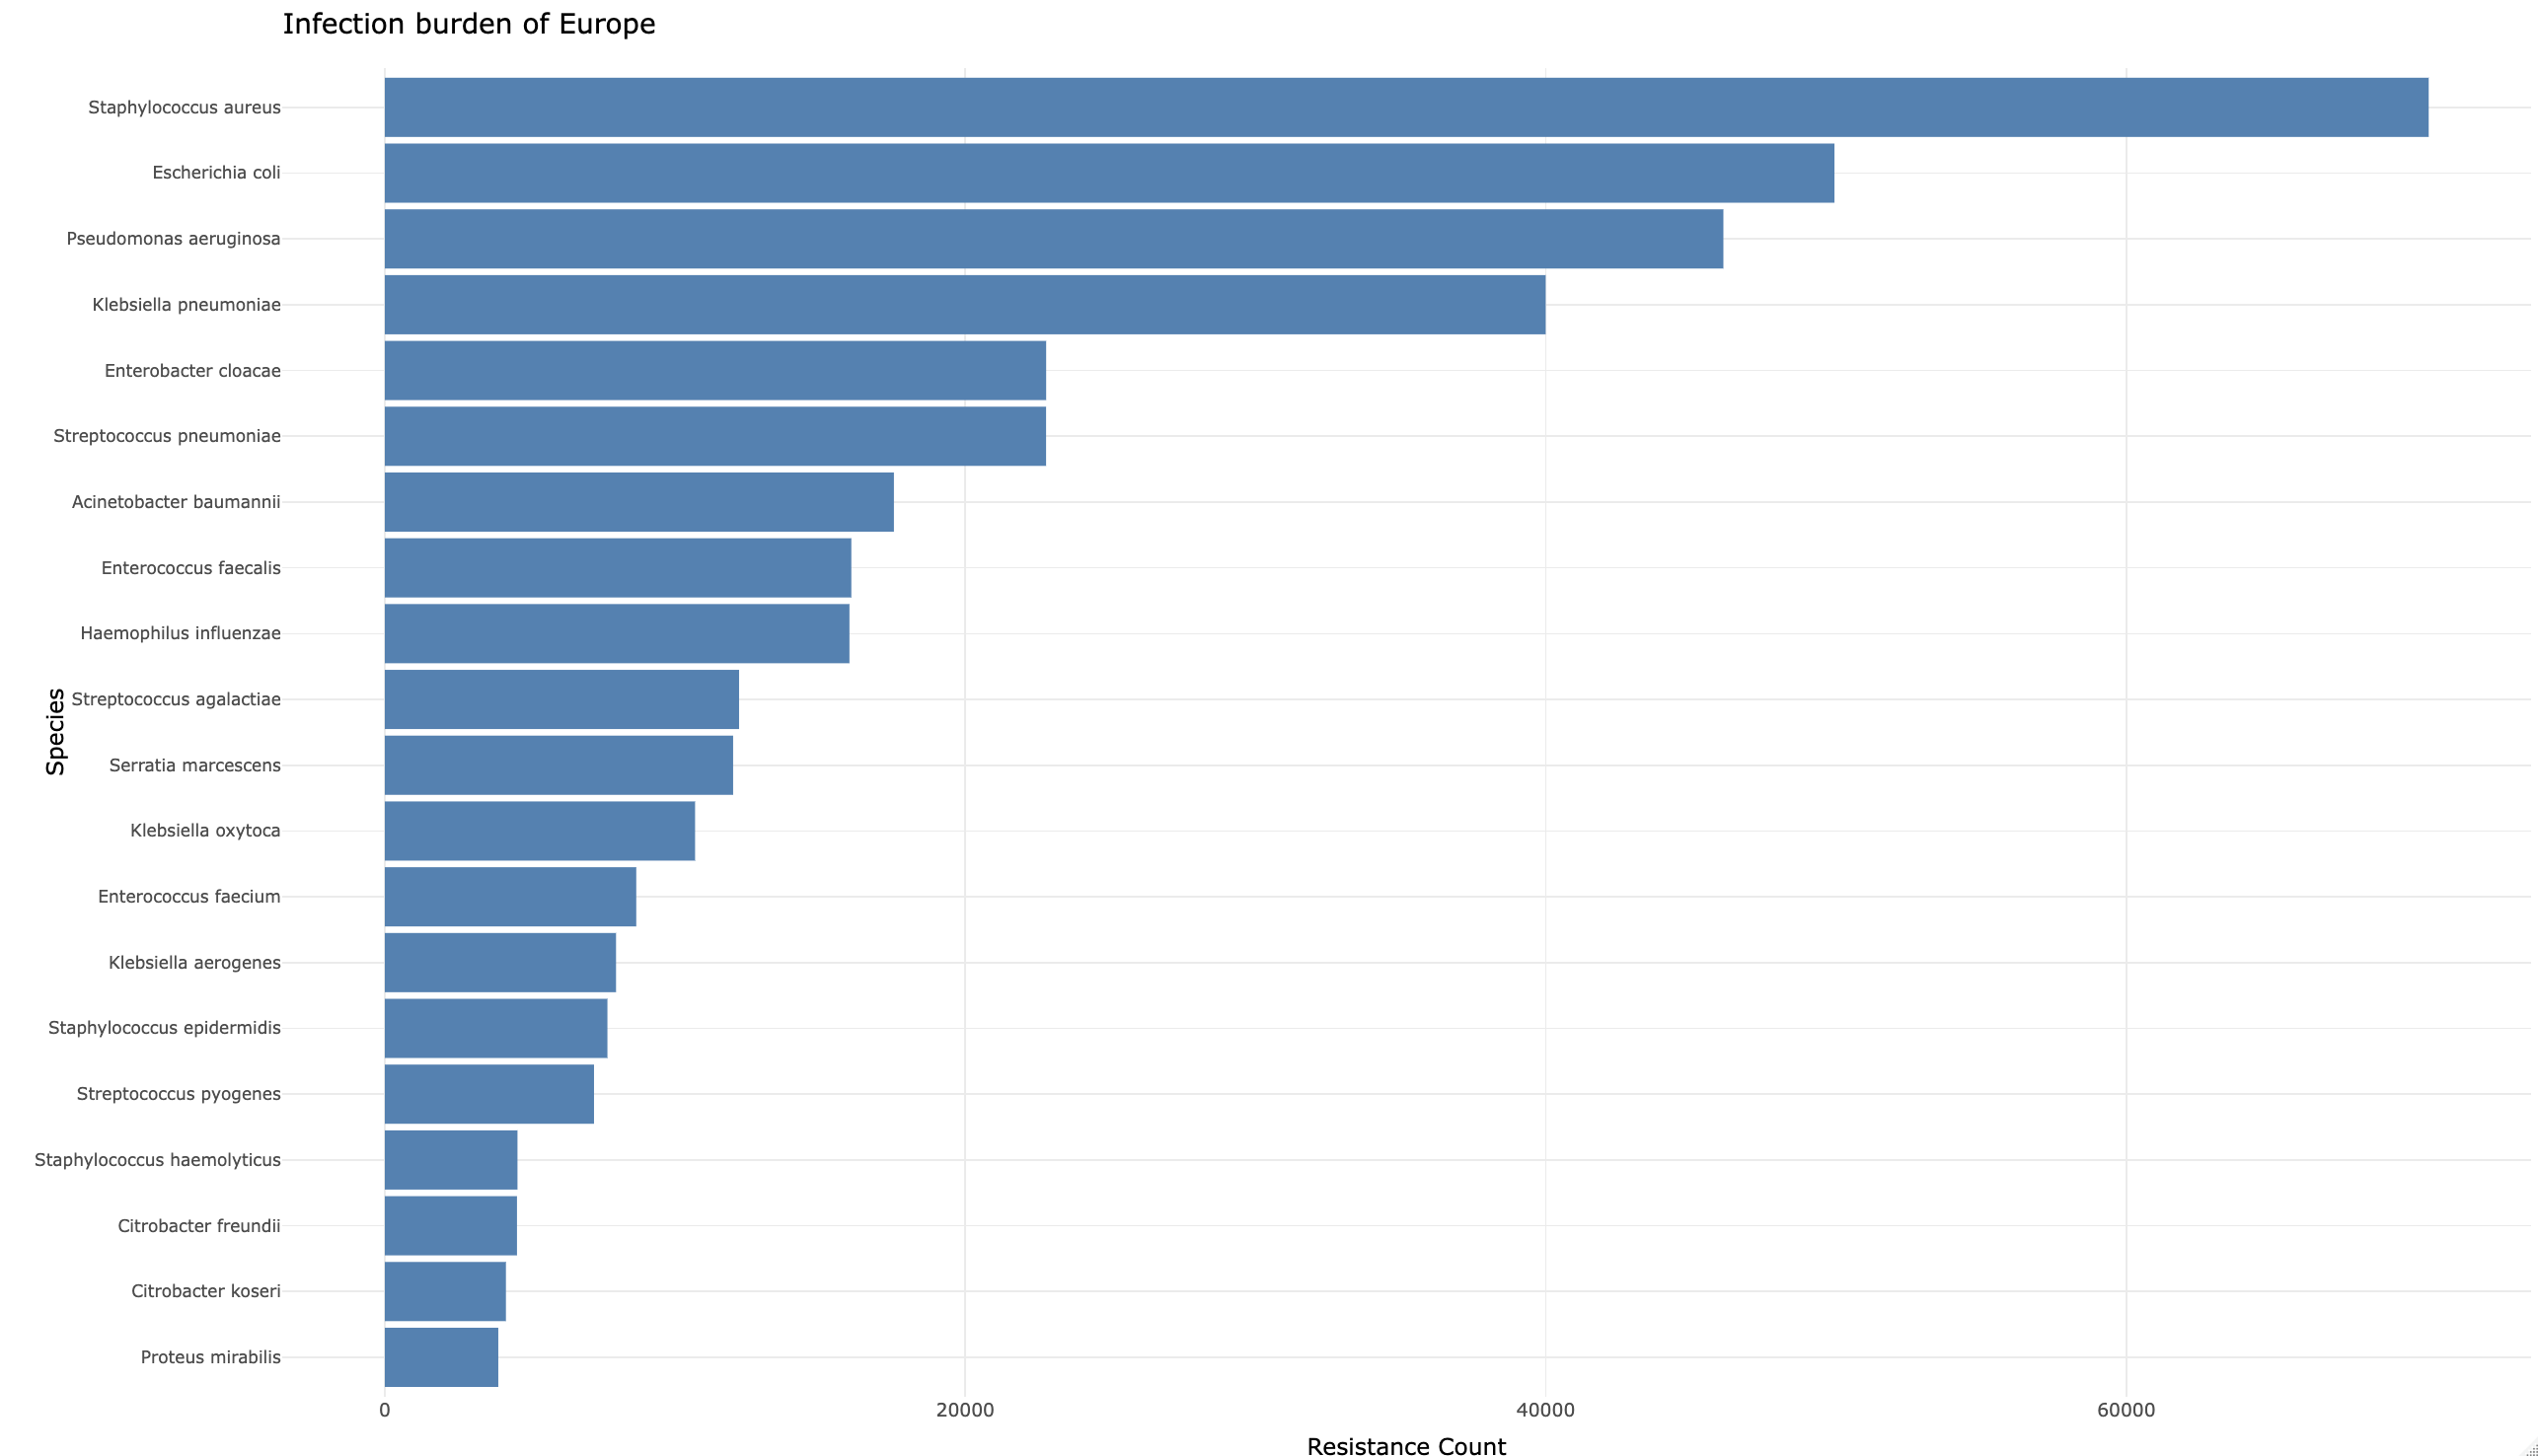 Infection burden of Europe
Staphylococcus aureus
Escherichia coli
Pseudomonas aeruginosa
Klebsiella pneumoniae
Enterobacter cloacae
Streptococcus pneumoniae
Acinetobacter baumannii
Enterococcus faecalis
Haemophilus influenzae
Streptococcus agalactiae
Serratia marcescens
Klebsiella oxytoca
Enterococcus faecium
Klebsiella aerogenes
Staphylococcus epidermidis
Streptococcus pyogenes
Staphylococcus haemolyticus
Citrobacter freundii
Citrobacter koseri
Proteus mirabilis
Species
0 20000 40000 60000
Resistance Count